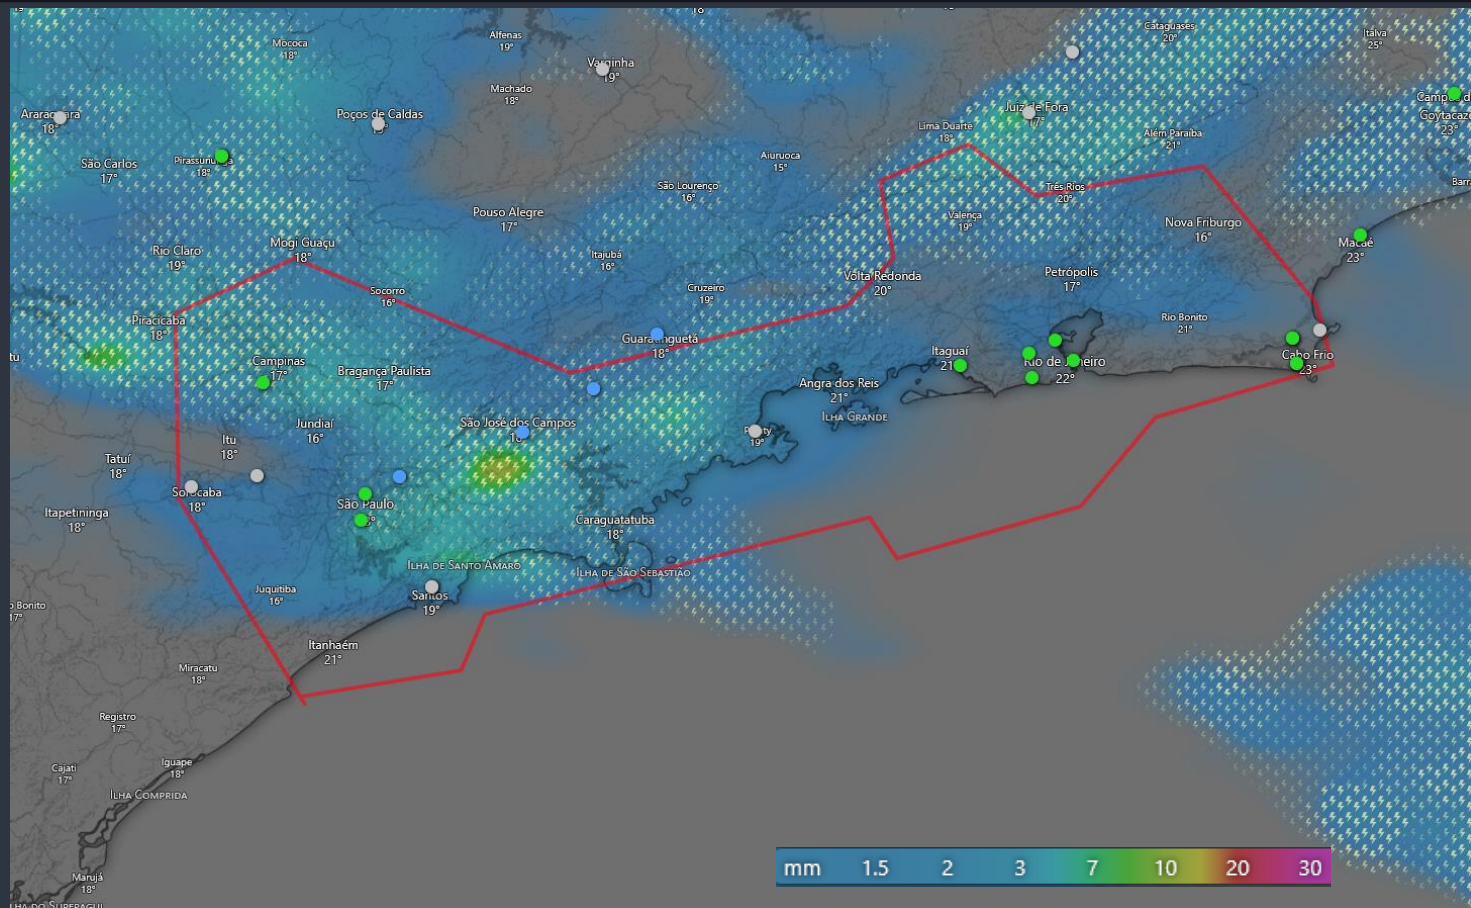 Alfenas
19°
Mococa
18°
Varginha
19°
Cataguases
20°
Italva
25°
Machado
18°
Araraquara
18°
Poços de Caldas
Juiz de Fora
17°
Goytacaze
23°
Lima Duarte
18°
Além Paraíba
21°
São Carlos
17°
Pirassununga
18°
Aiuruoca
15°
São Lourenço
16°
Três Rios
20°
Barra
Pouso Alegre
17°
Valença
19°
Nova Friburgo
16°
Rio Claro
19°
Mogi Guaçu
18°
Itajubá
16°
Macaé
23°
Socorro
16°
Cruzeiro
19°
Volta Redonda
20°
Petrópolis
17°
Piracicaba
18°
Rio Bonito
21°
Guaratinguetá
18°
tu
Campinas
17°
Bragança Paulista
17°
Itaguaí
21°
Rio de Janeiro
22°
Cabo Frio
23°
Angra dos Reis
21°
Ilha Grande
Jundiaí
16°
São José dos Campos
Paraty
19°
Itu
18°
Tatuí
18°
Sorocaba
18°
São Paulo
Itapetininga
18°
Caraguatatuba
18°
Ilha de Santo Amaro
Ilha de São Sebastião
Juquitiba
16°
Santos
19°
o Bonito
17°
Itanhaém
21°
Miracatu
18°
Registro
17°
Cajati
17°
Iguape
18°
Ilha Comprida
Marujá
18°
mm 1.5 2 3 7 10 20 30